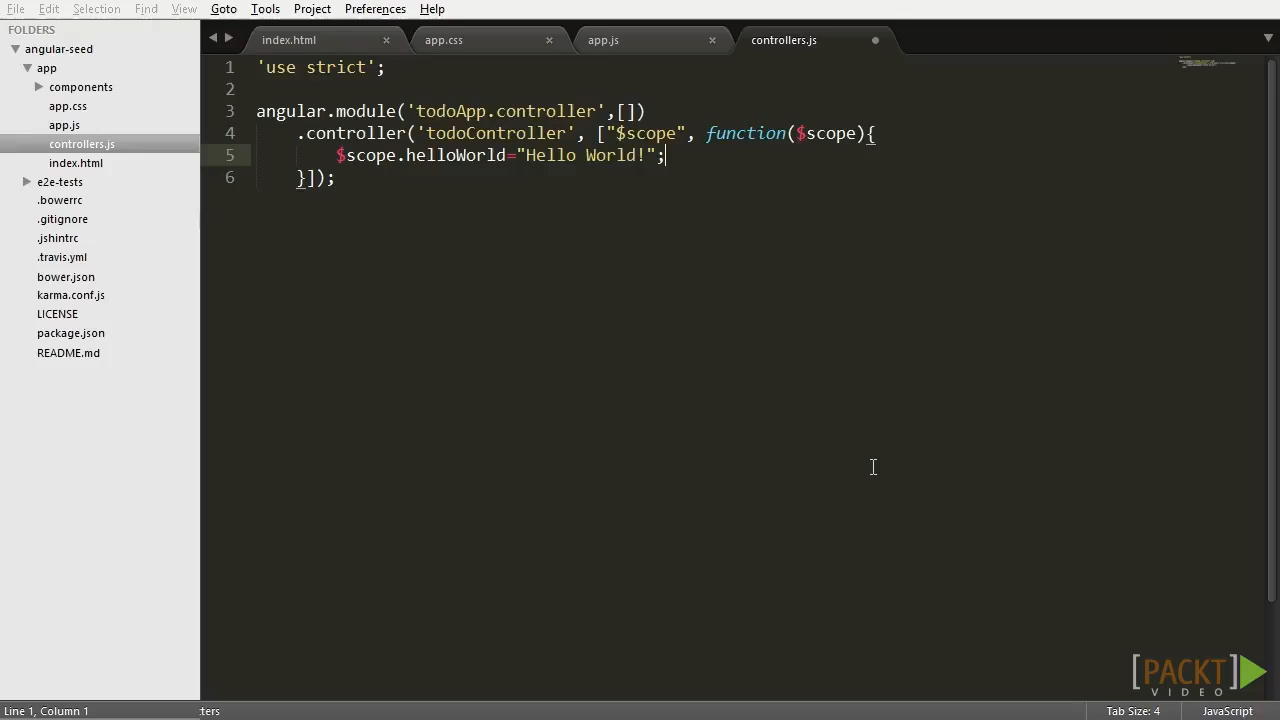 File Edit Selection Find View Goto Tools Project Preferences Help
FOLDERS
angular-seed
app
components
app.css
app.js
controllers.js
index.html
e2e-tests
.bowerrc
.gitignore
.jshintrc
.travis.yml
bower.json
karma.conf.js
LICENSE
package.json
README.md
index.html × app.css × app.js × controllers.js
1 'use strict';
2
3 angular.module('todoApp.controller',[])
4 .controller('todoController', ["$scope", function($scope){
5 $scope.helloWorld="Hello World!";
6 }]);
[PACKT]
VIDEO
Line 1, Column 1 :ters Tab Size: 4 JavaScript